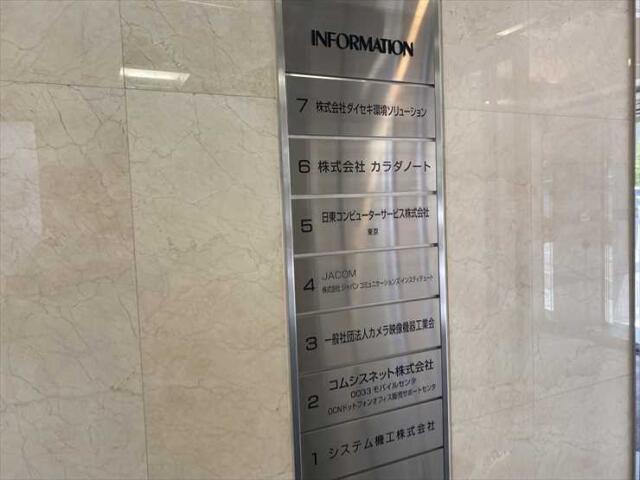 INFORMATION
7 株式会社ダイセキ環境ソリューション
6 株式会社 カラダノート
5 日東コンピューターサービス株式会社
東京
4 JACOM
株式会社 ジャパン コミュニケーションズ インスティテュート
3 一般社団法人カメラ映像機器工業会
2 コムシスネット株式会社
0033 モバイルセンタ
OCNドットフォンオフィス販売サポートセンタ
1 システム機工株式会社